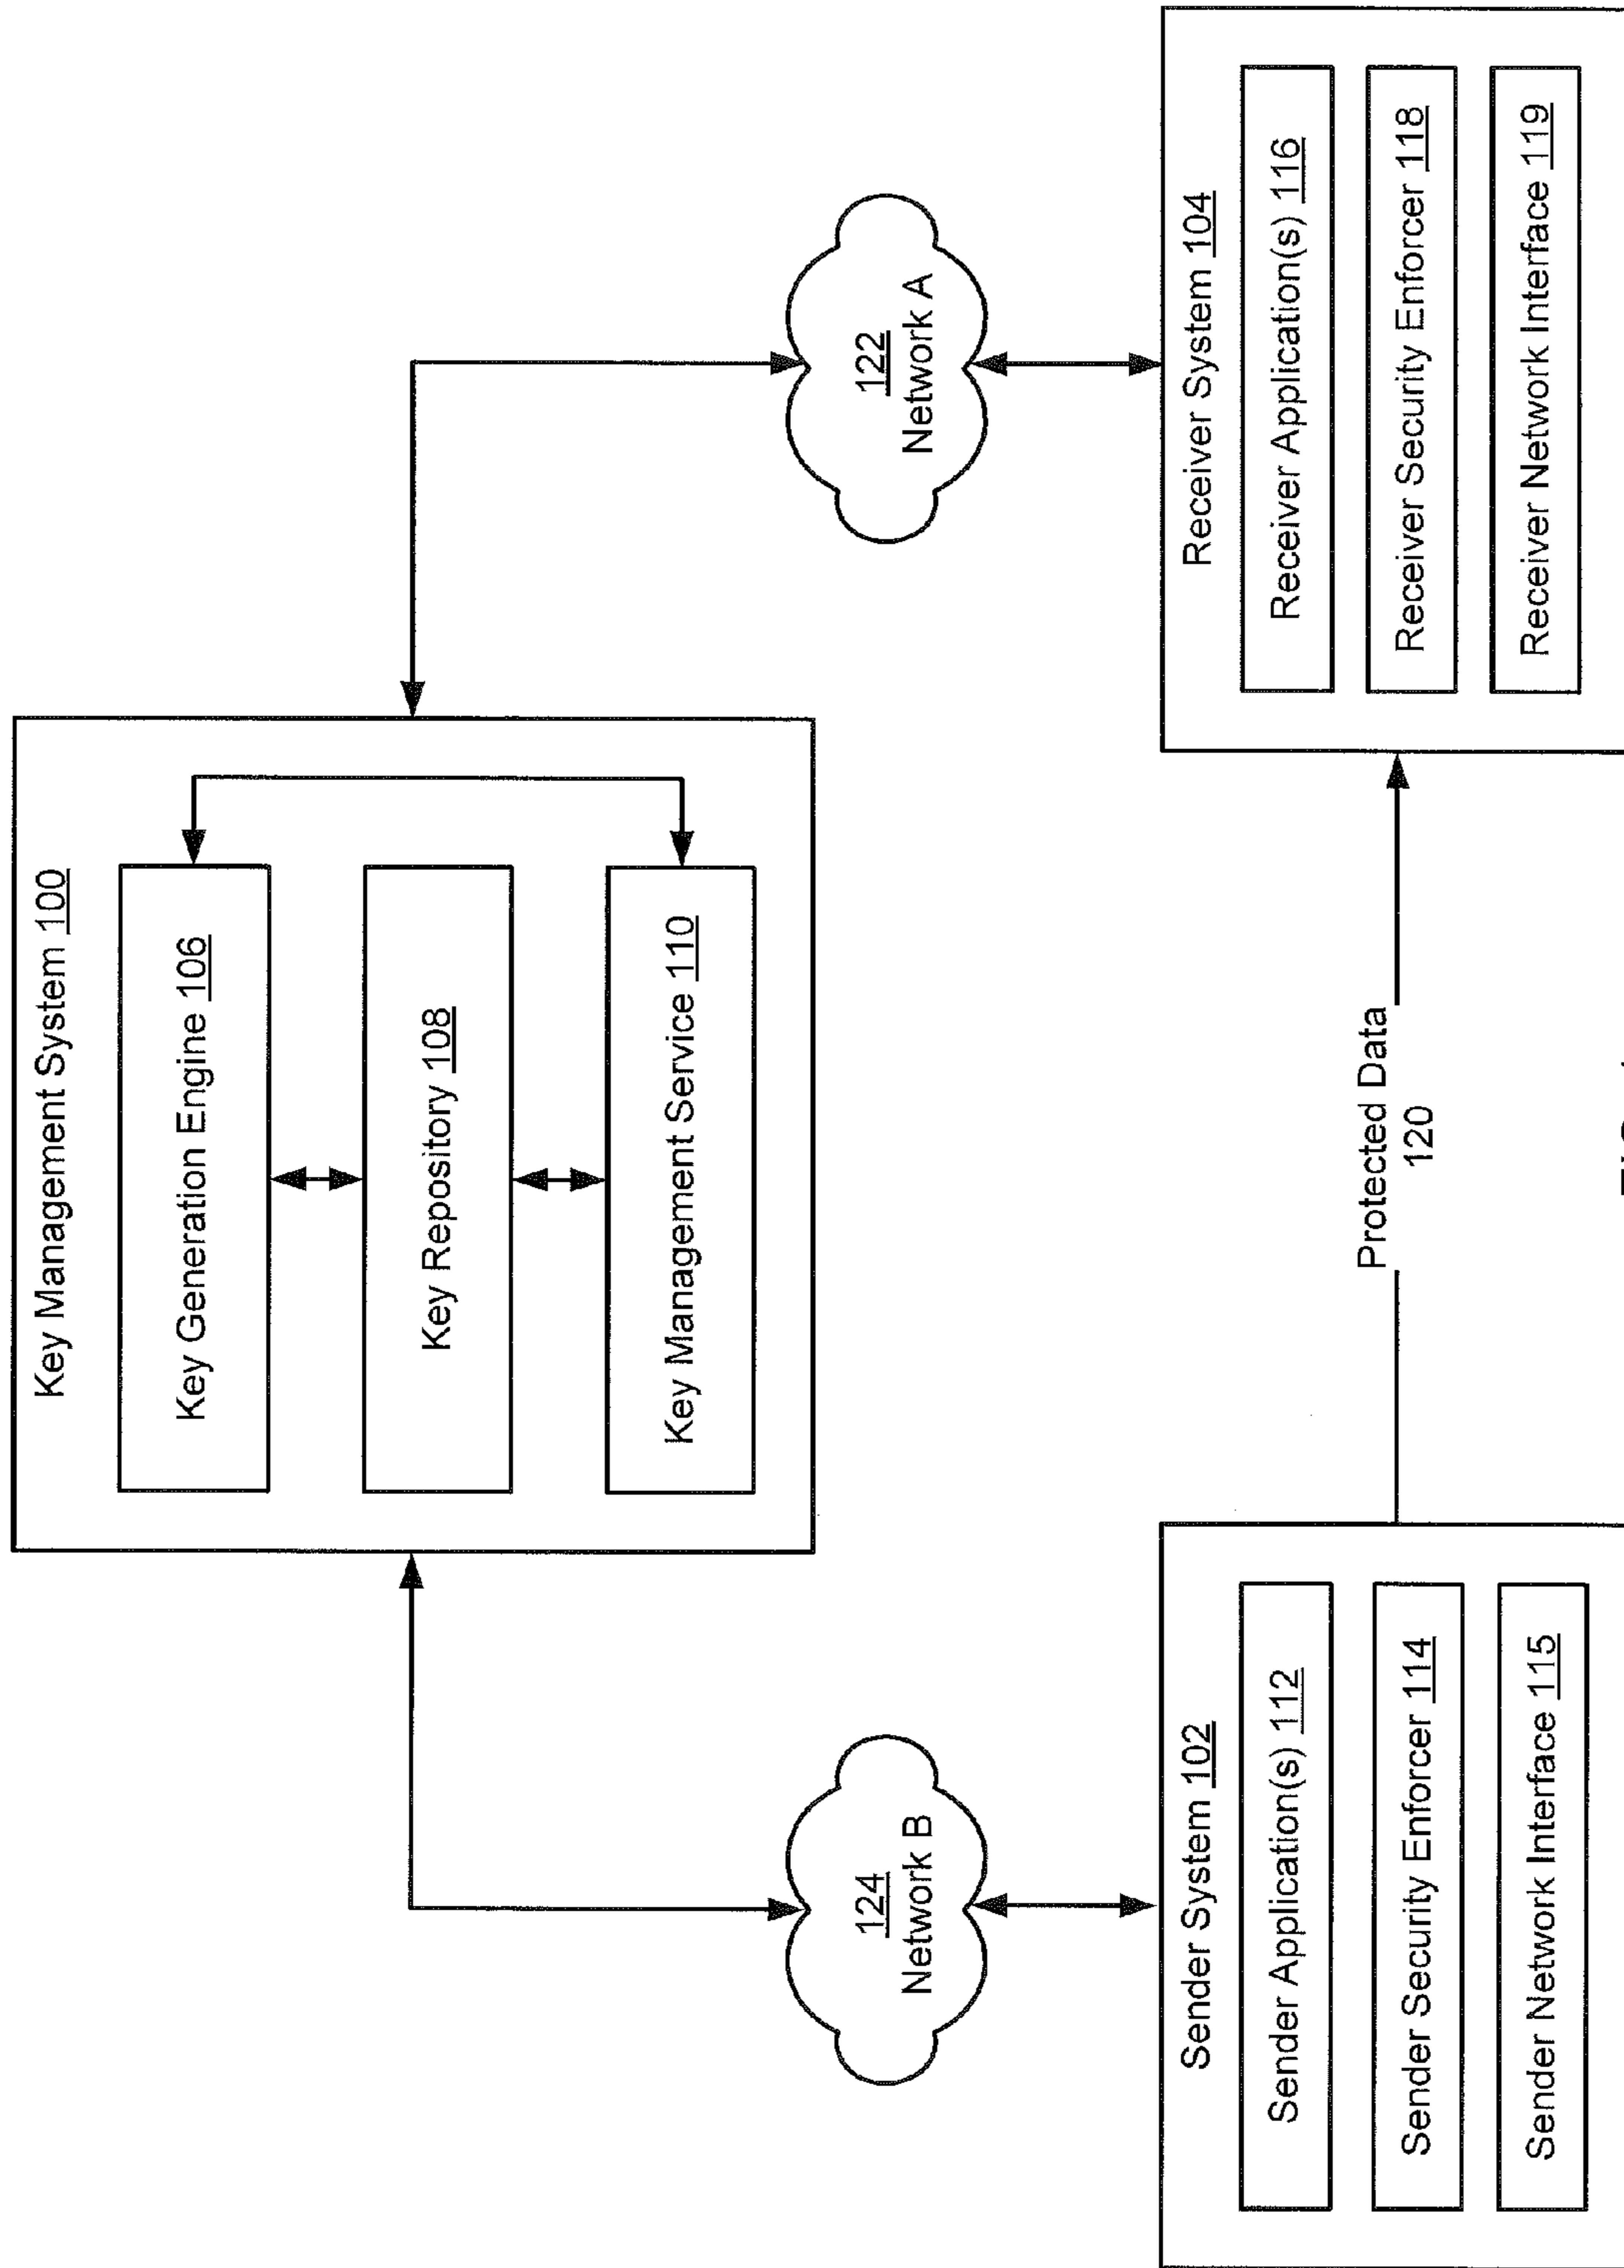 Key Management System 100
Key Generation Engine 106
Key Repository 108
Key Management Service 110
124
Network B
122
Network A
Sender System 102
Sender Application(s) 112
Sender Security Enforcer 114
Sender Network Interface 115
Protected Data
120
Receiver System 104
Receiver Application(s) 116
Receiver Security Enforcer 118
Receiver Network Interface 119